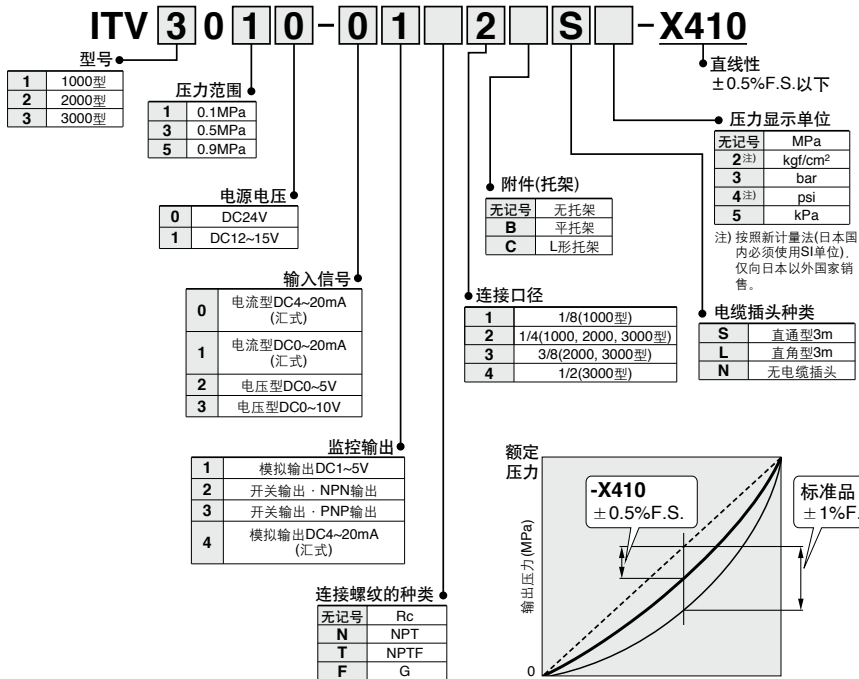 ITV 3 0 1 0 - 0 1 2 S - X410
型号
1 1000型
2 2000型
3 3000型
压力范围
1 0.1MPa
3 0.5MPa
5 0.9MPa
电源电压
0 DC24V
1 DC12~15V
输入信号
0 电流型DC4~20mA
(汇式)
1 电流型DC0~20mA
(汇式)
2 电压型DC0~5V
3 电压型DC0~10V
监控输出
1 模拟输出DC1~5V
2 开关输出·NPN输出
3 开关输出·PNP输出
4 模拟输出DC4~20mA
(汇式)
连接螺纹的种类
无记号 Rc
N NPT
T NPTF
F G
附件(托架)
无记号 无托架
B 平托架
C L形托架
连接口径
1 1/8(1000型)
2 1/4(1000, 2000, 3000型)
3 3/8(2000, 3000型)
4 1/2(3000型)
直线性
±0.5%F.S.以下
压力显示单位
无记号 MPa
2注) kgf/cm²
3 bar
4注) psi
5 kPa
注) 按照新计量法(日本国
内必须使用SI单位),
仅向日本以外国家销
售。
电缆插头种类
S 直通型3m
L 直角型3m
N 无电缆插头
额定
压力
输出压力 (MPa)
0
-X410
±0.5%F.S.
标准品
±1%F.